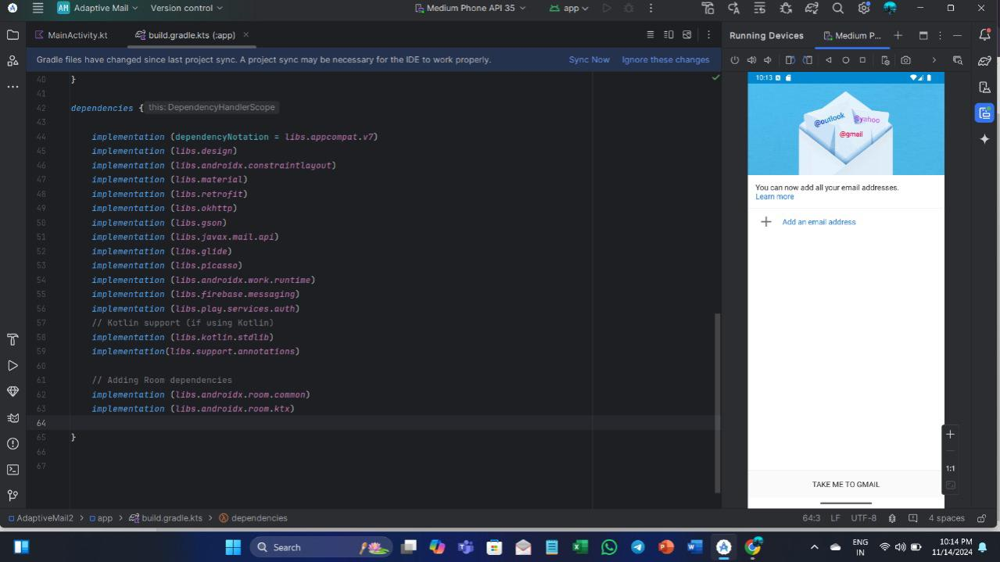 AM Adaptive Mail Version control Medium Phone API 35 app
MainActivity.kt build.gradle.kts (:app) Running Devices Medium P...
Gradle files have changed since last project sync. A project sync may be necessary for the IDE to work properly. Sync Now Ignore these changes
40 }
41
42 dependencies { this: DependencyHandlerScope
43
44 implementation (dependencyNotation = libs.appcompat.v7)
45 implementation (libs.design)
46 implementation (libs.androidx.constraintlayout)
47 implementation (libs.material)
48 implementation (libs.retrofit)
49 implementation (libs.okhttp)
50 implementation (libs.gson)
51 implementation (libs.javax.mail.api)
52 implementation (libs.glide)
53 implementation (libs.picasso)
54 implementation (libs.androidx.work.runtime)
55 implementation (libs.firebase.messaging)
56 implementation (libs.play.services.auth)
57 // Kotlin support (if using Kotlin)
58 implementation (libs.kotlin.stdlib)
59 implementation(libs.support.annotations)
60
61 // Adding Room dependencies
62 implementation (libs.androidx.room.common)
63 implementation (libs.androidx.room.ktx)
64
65 }
66
67
10:13
@outlook @yahoo
@gmail
You can now add all your email addresses.
Learn more
Add an email address
TAKE ME TO GMAIL
1:1
AdaptiveMail2 > app > build.gradle.kts > dependencies 64:3 LF UTF-8 4 spaces
Search ENG
IN 10:14 PM
11/14/2024